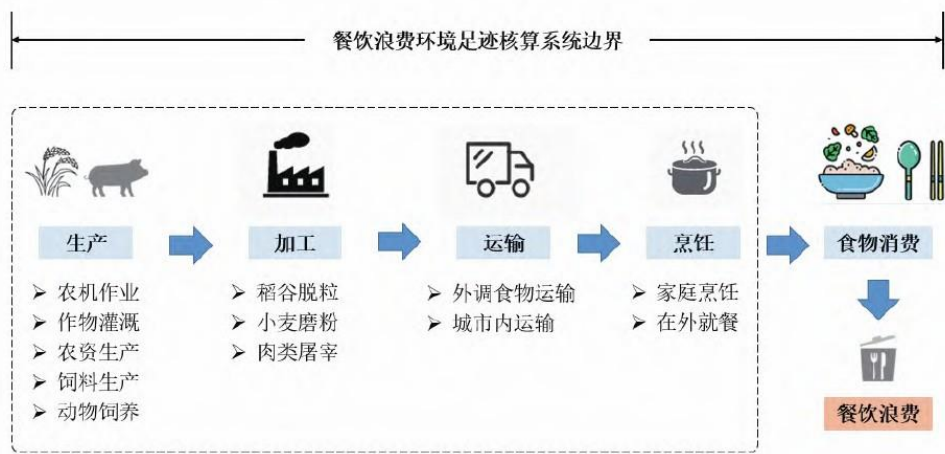 餐饮浪费环境足迹核算系统边界
生产
加工
运输
烹饪
食物消费
➢ 农机作业
➢ 作物灌溉
➢ 农资生产
➢ 饲料生产
➢ 动物饲养
➢ 稻谷脱粒
➢ 小麦磨粉
➢ 肉类屠宰
➢ 外调食物运输
➢ 城市内运输
➢ 家庭烹饪
➢ 在外就餐
餐饮浪费